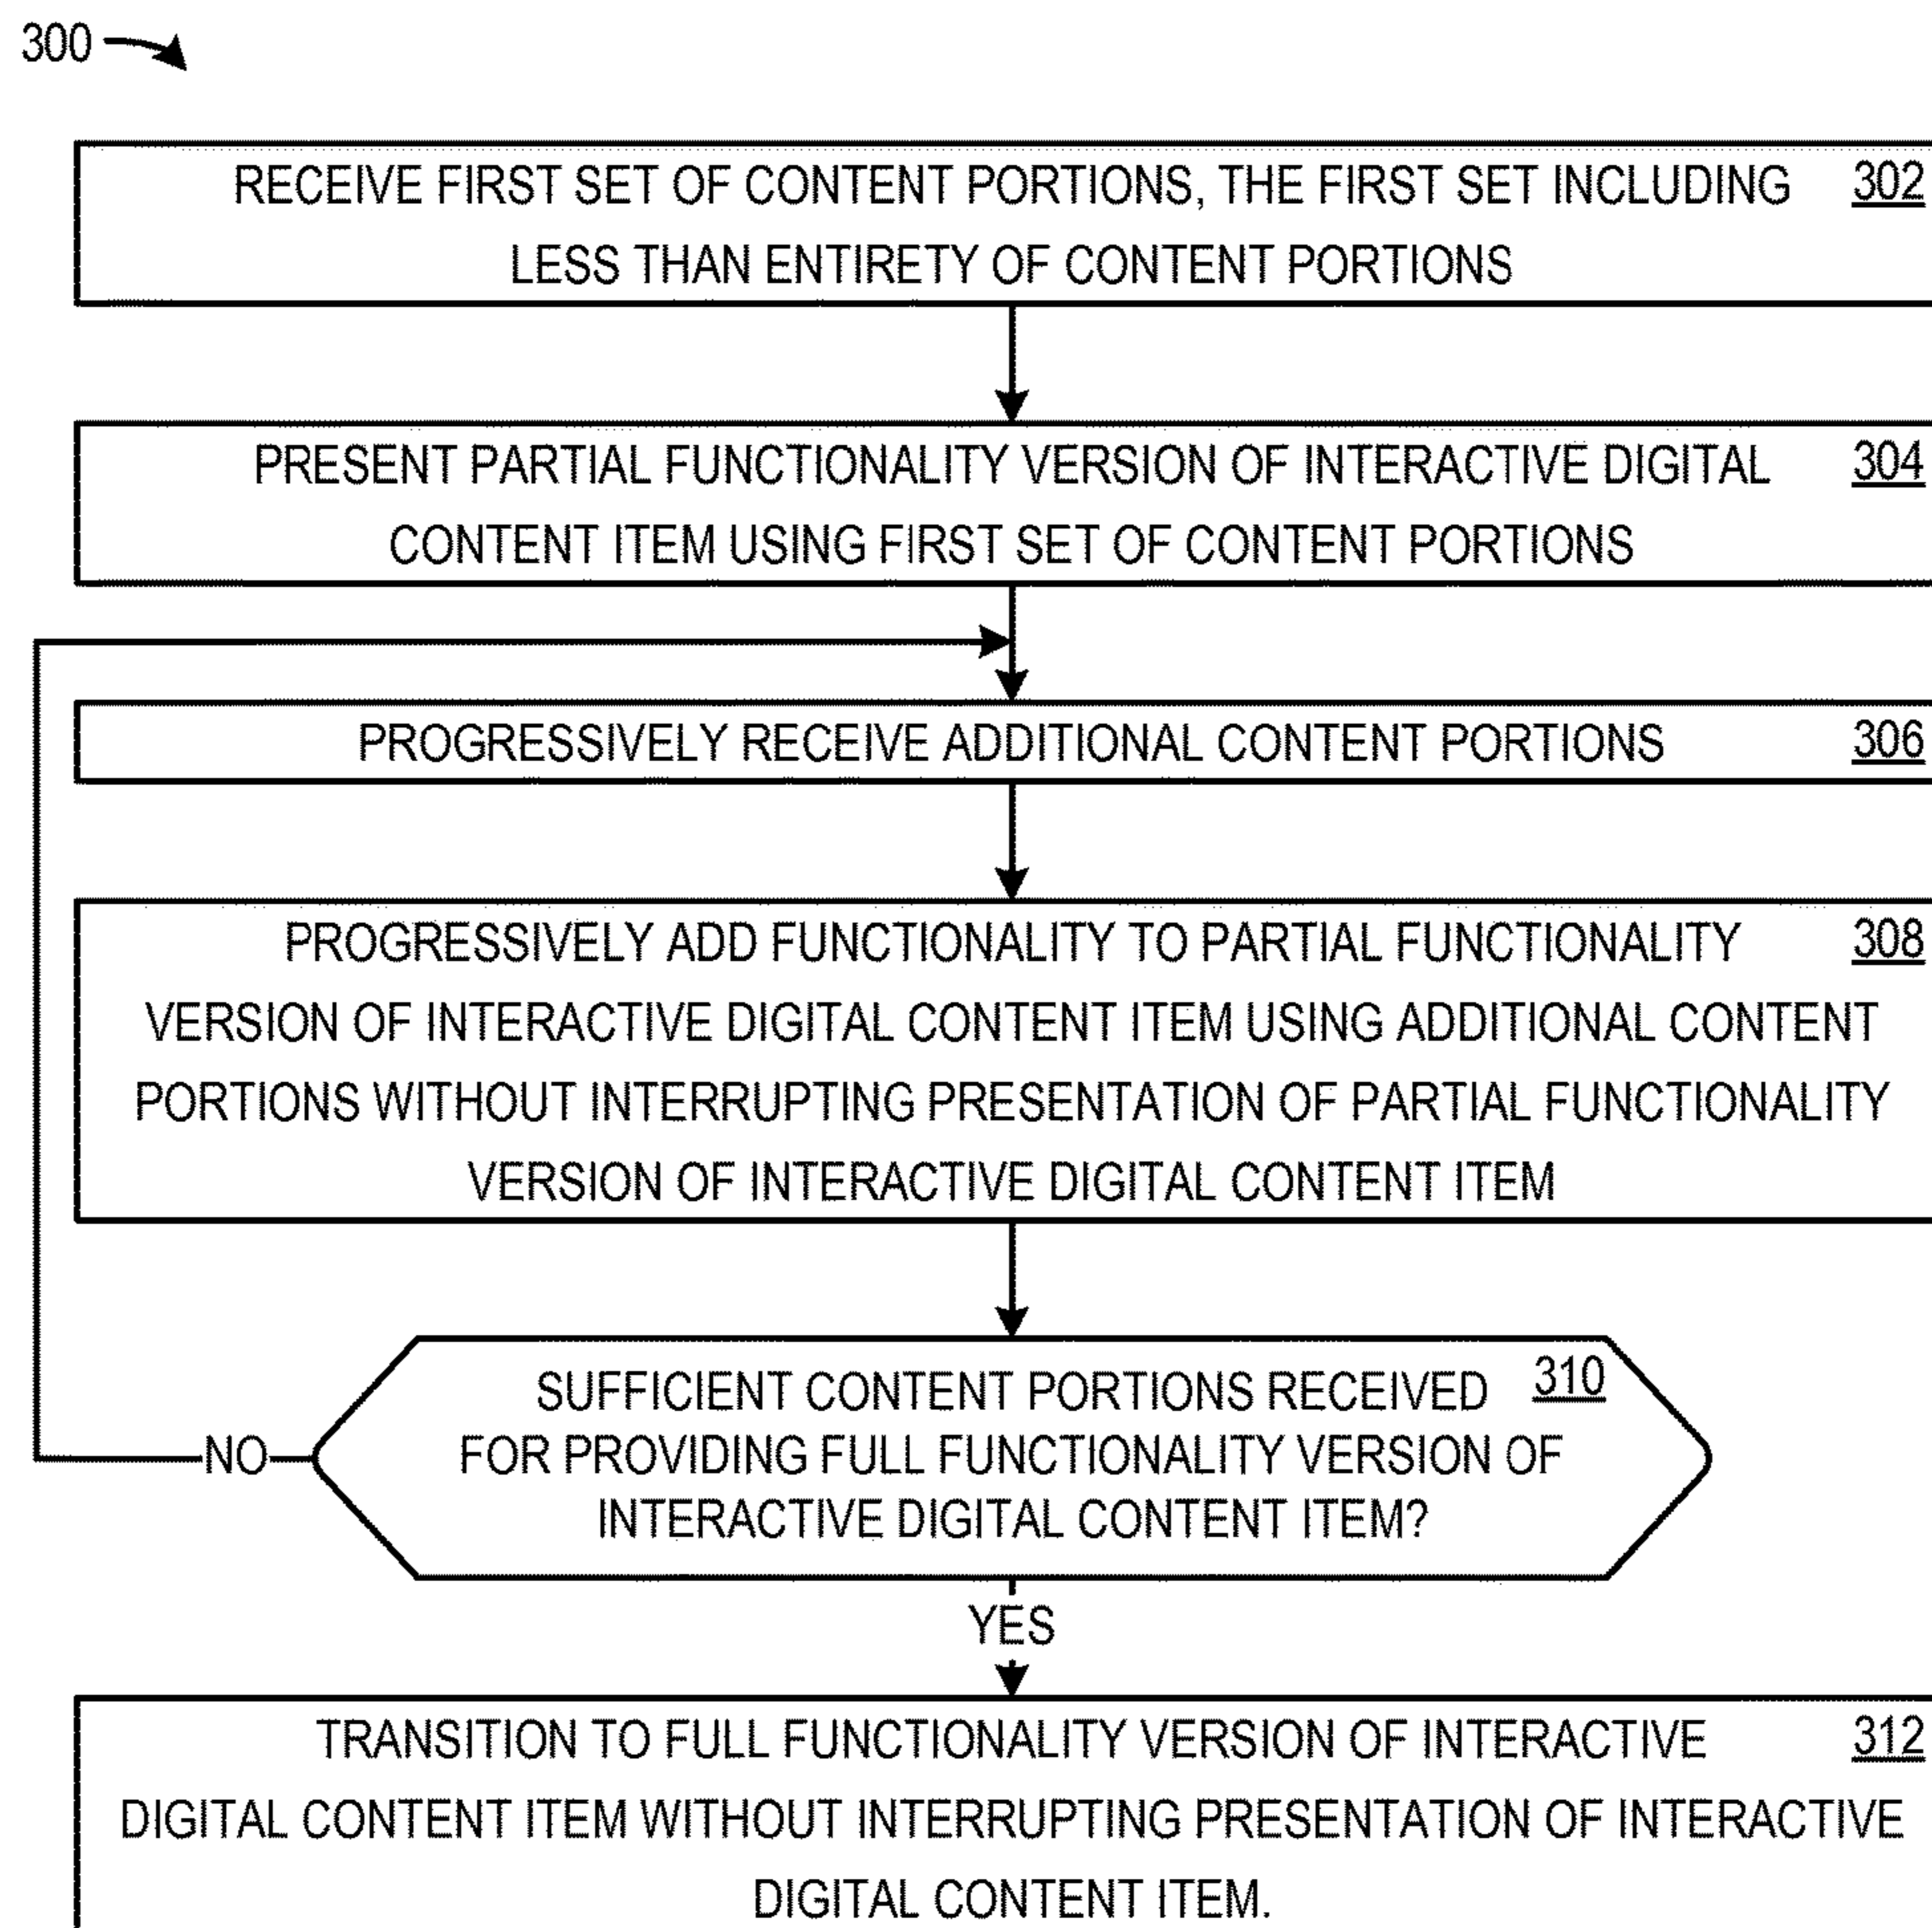 300
RECEIVE FIRST SET OF CONTENT PORTIONS, THE FIRST SET INCLUDING 302
LESS THAN ENTIRETY OF CONTENT PORTIONS
PRESENT PARTIAL FUNCTIONALITY VERSION OF INTERACTIVE DIGITAL 304
CONTENT ITEM USING FIRST SET OF CONTENT PORTIONS
PROGRESSIVELY RECEIVE ADDITIONAL CONTENT PORTIONS 306
PROGRESSIVELY ADD FUNCTIONALITY TO PARTIAL FUNCTIONALITY 308
VERSION OF INTERACTIVE DIGITAL CONTENT ITEM USING ADDITIONAL CONTENT
PORTIONS WITHOUT INTERRUPTING PRESENTATION OF PARTIAL FUNCTIONALITY
VERSION OF INTERACTIVE DIGITAL CONTENT ITEM
SUFFICIENT CONTENT PORTIONS RECEIVED 310
FOR PROVIDING FULL FUNCTIONALITY VERSION OF
INTERACTIVE DIGITAL CONTENT ITEM?
NO
YES
TRANSITION TO FULL FUNCTIONALITY VERSION OF INTERACTIVE 312
DIGITAL CONTENT ITEM WITHOUT INTERRUPTING PRESENTATION OF INTERACTIVE
DIGITAL CONTENT ITEM.